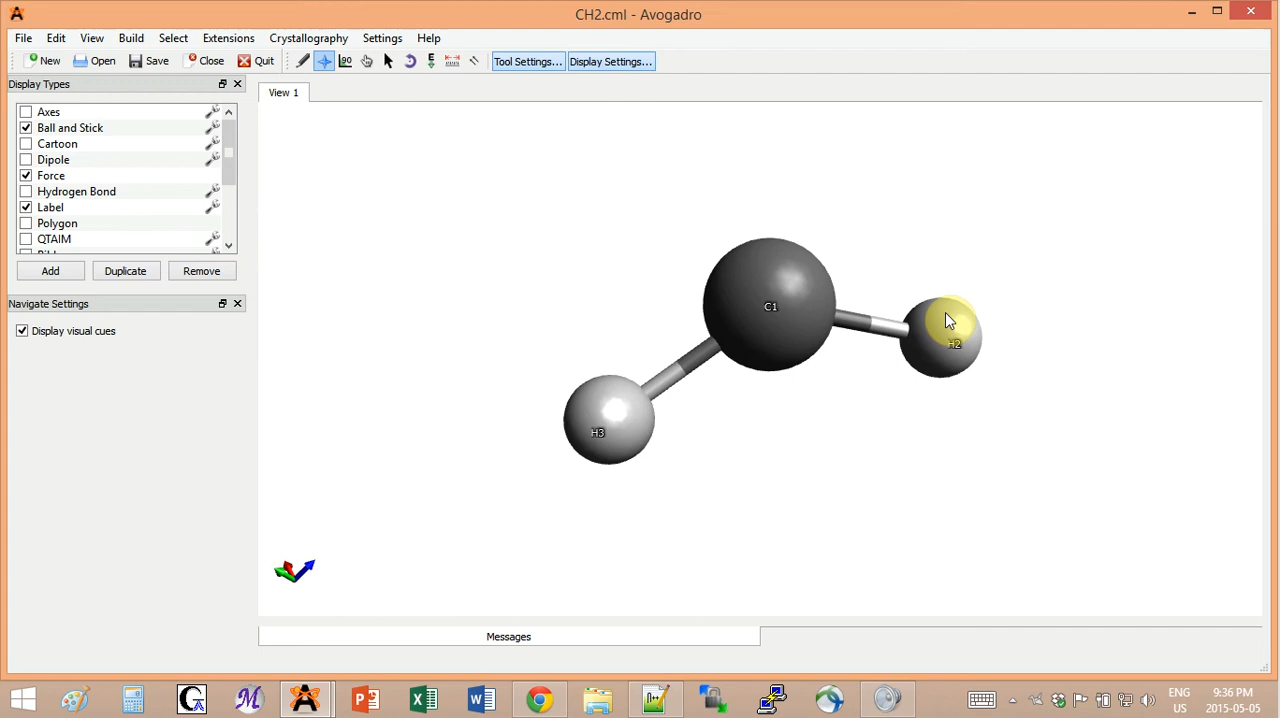 CH2.cml - Avogadro
File Edit View Build Select Extensions Crystallography Settings Help
New Open Save Close Quit 90 E Tool Settings... Display Settings...
Display Types
View 1
Axes
Ball and Stick
Cartoon
Dipole
Force
Hydrogen Bond
Label
Polygon
QTAIM
Add Duplicate Remove
Navigate Settings
Display visual cues
C1
H2
H3
Messages
ENG 9:36 PM
US 2015-05-05